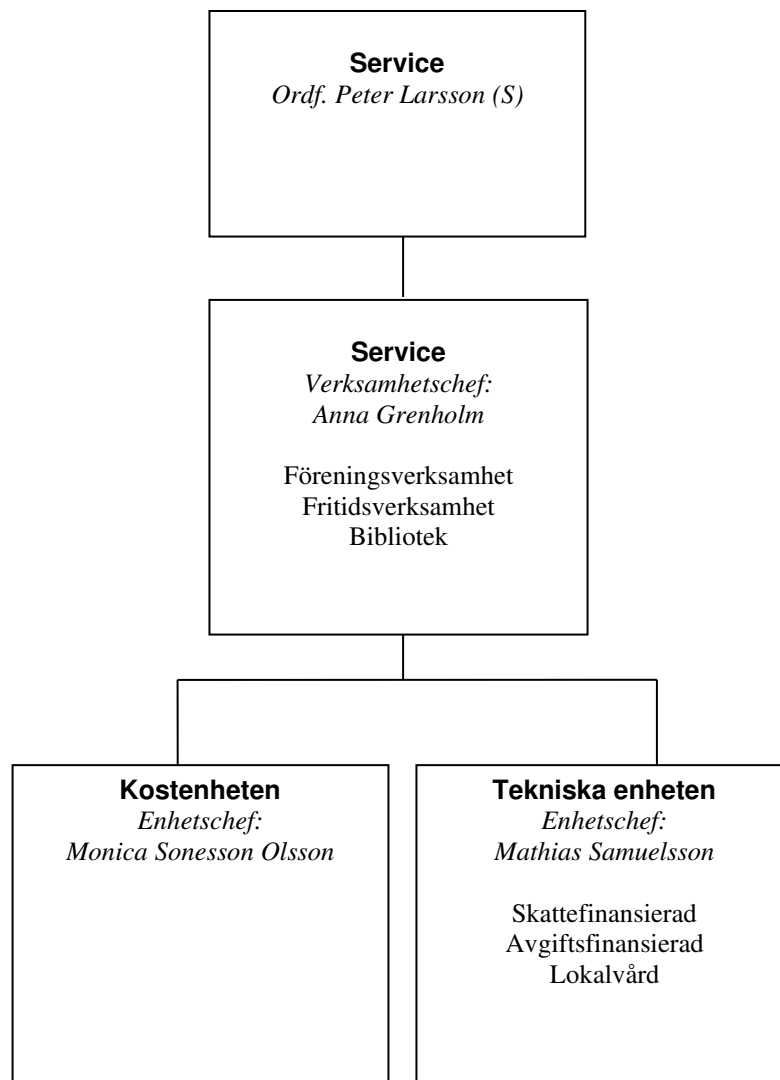 Service
Ordf. Peter Larsson (S)
Service
Verksamhetschef:
Anna Grenholm
Föreningsverksamhet
Fritidsverksamhet
Bibliotek
Kostenheten
Enhetschef:
Monica Sonesson Olsson
Tekniska enheten
Enhetschef:
Mathias Samuelsson
Skattefinansierad
Avgiftsfinansierad
Lokalvård